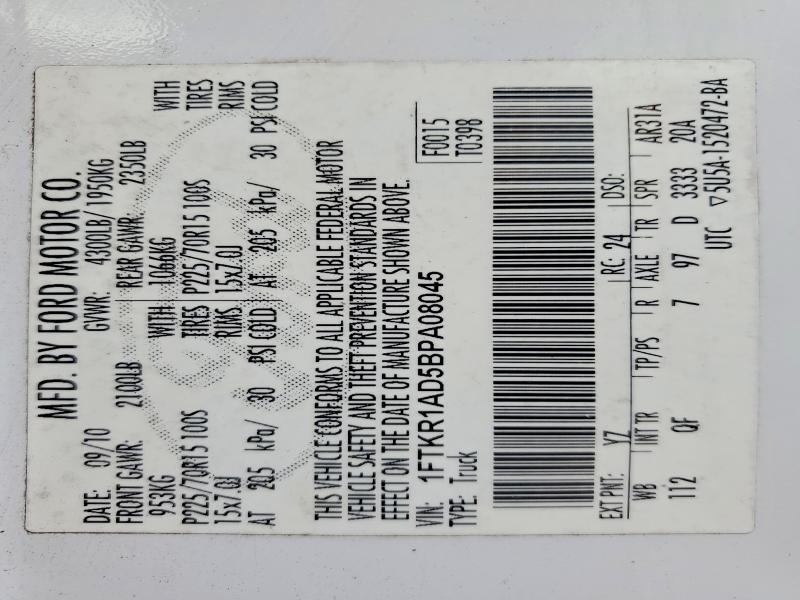 MFD. BY FORD MOTOR CO.
DATE: 09/10 GVWR: 4300LB/ 1950KG
FRONT GAWR: 2100LB REAR GAWR: 2350LB
953KG WITH 1066KG WITH
P225/70R15 100S TIRES P225/70R15 100S TIRES
15x7.0J RIMS 15x7.0J RIMS
AT 205 kPa/ 30 PSI COLD AT 205 kPa/ 30 PSI COLD
THIS VEHICLE CONFORMS TO ALL APPLICABLE FEDERAL MOTOR
VEHICLE SAFETY AND THEFT PREVENTION STANDARDS IN
EFFECT ON THE DATE OF MANUFACTURE SHOWN ABOVE.
VIN: 1FTKR1AD5BPA08045 F0015
TYPE: Truck T0398
EXT PNT: YZ RC: 24 DSO:
WB INT TR TP/PS R AXLE TR SPR AR31A
112 QF 7 97 D 3333 20A
UTC ▽5U5A-1520472-BA